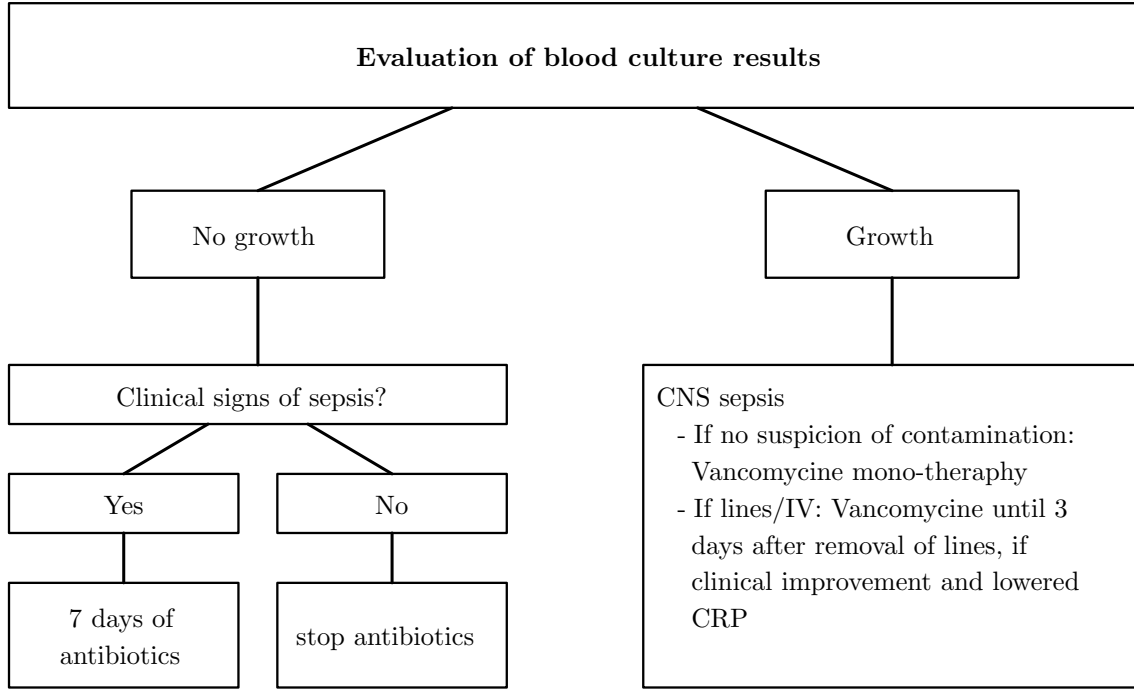 Evaluation of blood culture results
No growth
Growth
Clinical signs of sepsis?
Yes
No
7 days of
antibiotics
stop antibiotics
CNS sepsis
- If no suspicion of contamination:
Vancomycine mono-theraphy
- If lines/IV: Vancomycine until 3
days after removal of lines, if
clinical improvement and lowered
CRP